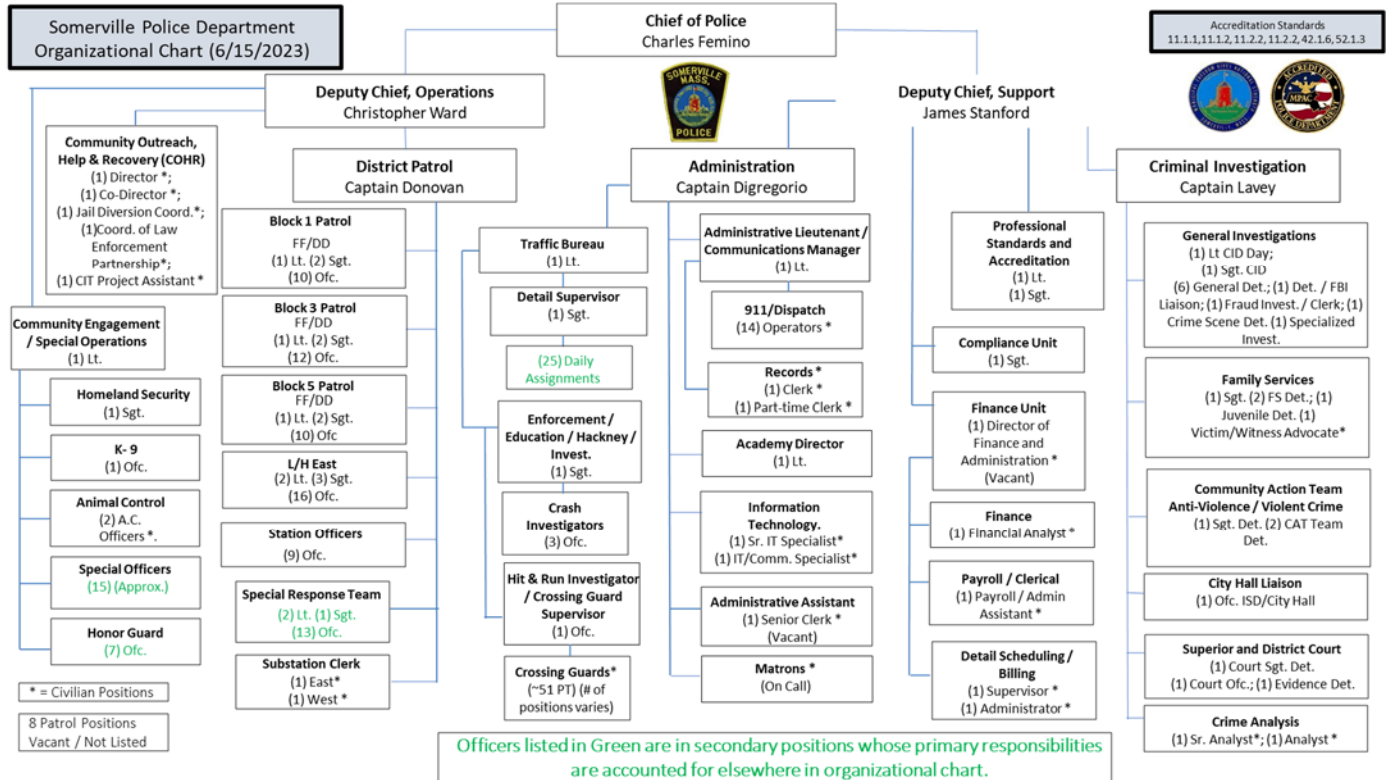 Somerville Police Department
Organizational Chart (6/15/2023)
Chief of Police
Charles Femino
Accreditation Standards
11.1.1,11.1.2, 11.2.2, 11.2.2, 42.1.6, 52.1.3
SOMERVILLE
MASS.
POLICE
ACCREDITED
MPAC
POLICE DEPARTMENT
Deputy Chief, Operations
Christopher Ward
Deputy Chief, Support
James Stanford
Community Outreach,
Help & Recovery (COHR)
(1) Director *;
(1) Co-Director *;
(1) Jail Diversion Coord.*;
(1)Coord. of Law
Enforcement
Partnership*;
(1) CIT Project Assistant *
Community Engagement
/ Special Operations
(1) Lt.
Homeland Security
(1) Sgt.
K- 9
(1) Ofc.
Animal Control
(2) A.C.
Officers *.
Special Officers
(15) (Approx.)
Honor Guard
(7) Ofc.
* = Civilian Positions
8 Patrol Positions
Vacant / Not Listed
District Patrol
Captain Donovan
Block 1 Patrol
FF/DD
(1) Lt. (2) Sgt.
(10) Ofc.
Block 3 Patrol
FF/DD
(1) Lt. (2) Sgt.
(12) Ofc.
Block 5 Patrol
FF/DD
(1) Lt. (2) Sgt.
(10) Ofc
L/H East
(2) Lt. (3) Sgt.
(16) Ofc.
Station Officers
(9) Ofc.
Special Response Team
(2) Lt. (1) Sgt.
(13) Ofc.
Substation Clerk
(1) East*
(1) West *
Administration
Captain Digregorio
Traffic Bureau
(1) Lt.
Detail Supervisor
(1) Sgt.
(25) Daily
Assignments
Enforcement /
Education / Hackney /
Invest.
(1) Sgt.
Crash
Investigators
(3) Ofc.
Hit & Run Investigator
/ Crossing Guard
Supervisor
(1) Ofc.
Crossing Guards*
(~51 PT) (# of
positions varies)
Administrative Lieutenant /
Communications Manager
(1) Lt.
911/Dispatch
(14) Operators *
Records *
(1) Clerk *
(1) Part-time Clerk *
Academy Director
(1) Lt.
Information
Technology.
(1) Sr. IT Specialist*
(1) IT/Comm. Specialist*
Administrative Assistant
(1) Senior Clerk *
(Vacant)
Matrons *
(On Call)
Professional
Standards and
Accreditation
(1) Lt.
(1) Sgt.
Compliance Unit
(1) Sgt.
Finance Unit
(1) Director of
Finance and
Administration *
(Vacant)
Finance
(1) Financial Analyst *
Payroll / Clerical
(1) Payroll / Admin
Assistant *
Detail Scheduling /
Billing
(1) Supervisor *
(1) Administrator *
Criminal Investigation
Captain Lavey
General Investigations
(1) Lt CID Day;
(1) Sgt. CID
(6) General Det.; (1) Det. / FBI
Liaison; (1) Fraud Invest. / Clerk; (1)
Crime Scene Det. (1) Specialized
Invest.
Family Services
(1) Sgt. (2) FS Det.; (1)
Juvenile Det. (1)
Victim/Witness Advocate*
Community Action Team
Anti-Violence / Violent Crime
(1) Sgt. Det. (2) CAT Team
Det.
City Hall Liaison
(1) Ofc. ISD/City Hall
Superior and District Court
(1) Court Sgt. Det.
(1) Court Ofc.; (1) Evidence Det.
Crime Analysis
(1) Sr. Analyst*; (1) Analyst *
Officers listed in Green are in secondary positions whose primary responsibilities
are accounted for elsewhere in organizational chart.